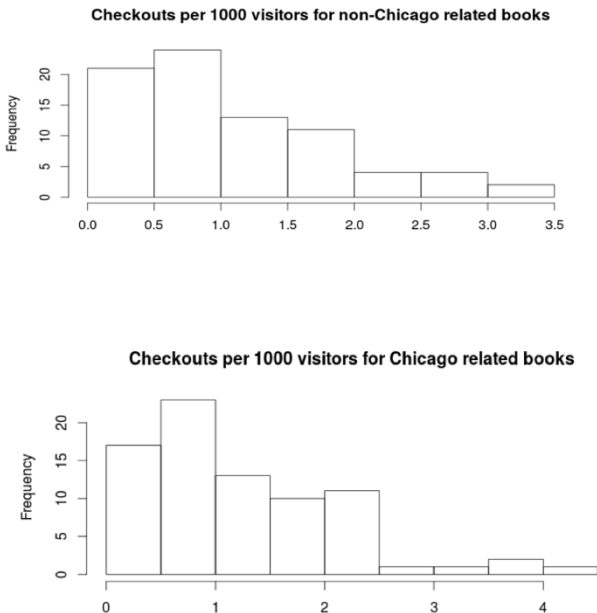 Checkouts per 1000 visitors for non-Chicago related books
Frequency
20
15
10
5
0
0.0 0.5 1.0 1.5 2.0 2.5 3.0 3.5
Checkouts per 1000 visitors for Chicago related books
Frequency
20
15
10
5
0
0 1 2 3 4